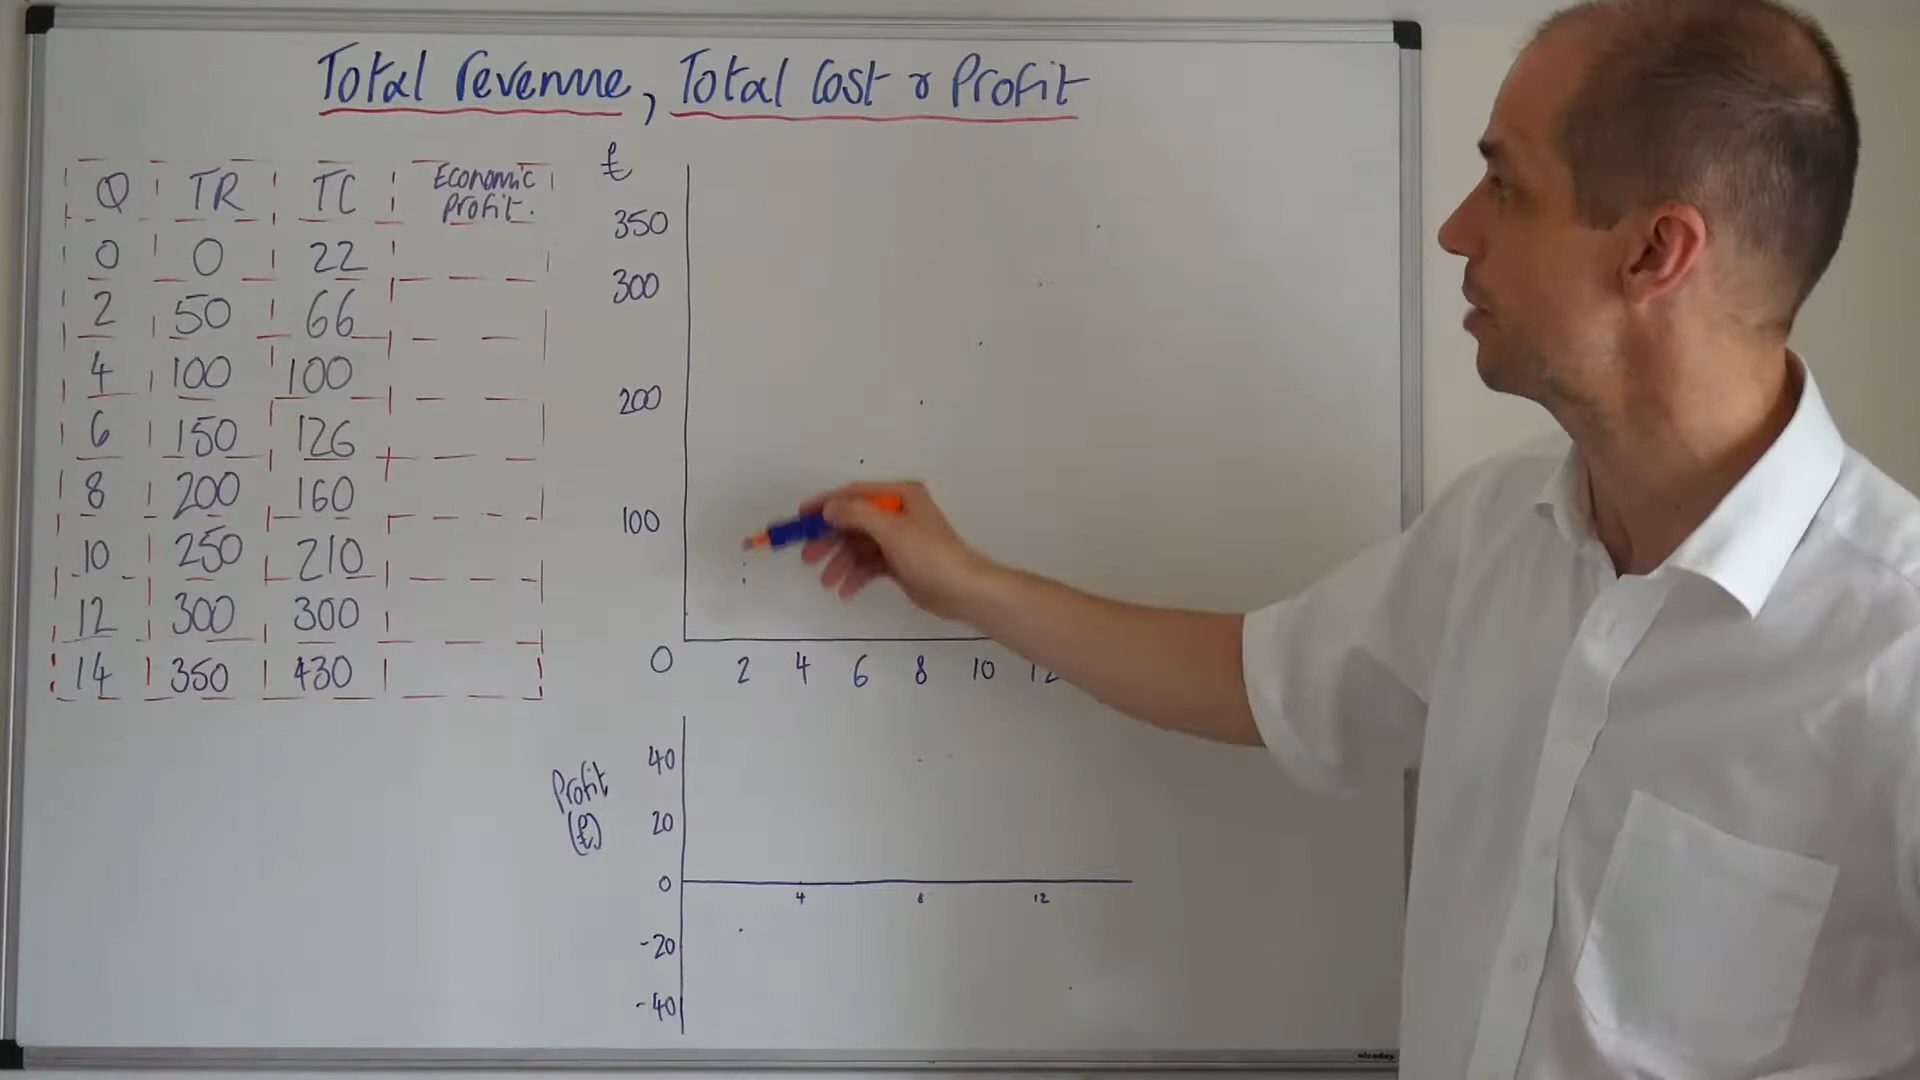 Total revenue, Total Cost & Profit
Q TR TC Economic Profit.
0 0 22
2 50 66
4 100 100
6 150 126
8 200 160
10 250 210
12 300 300
14 350 430
£
350
300
200
100
0 2 4 6 8 10 12
Profit (£)
40
20
0
4 8 12
-20
-40